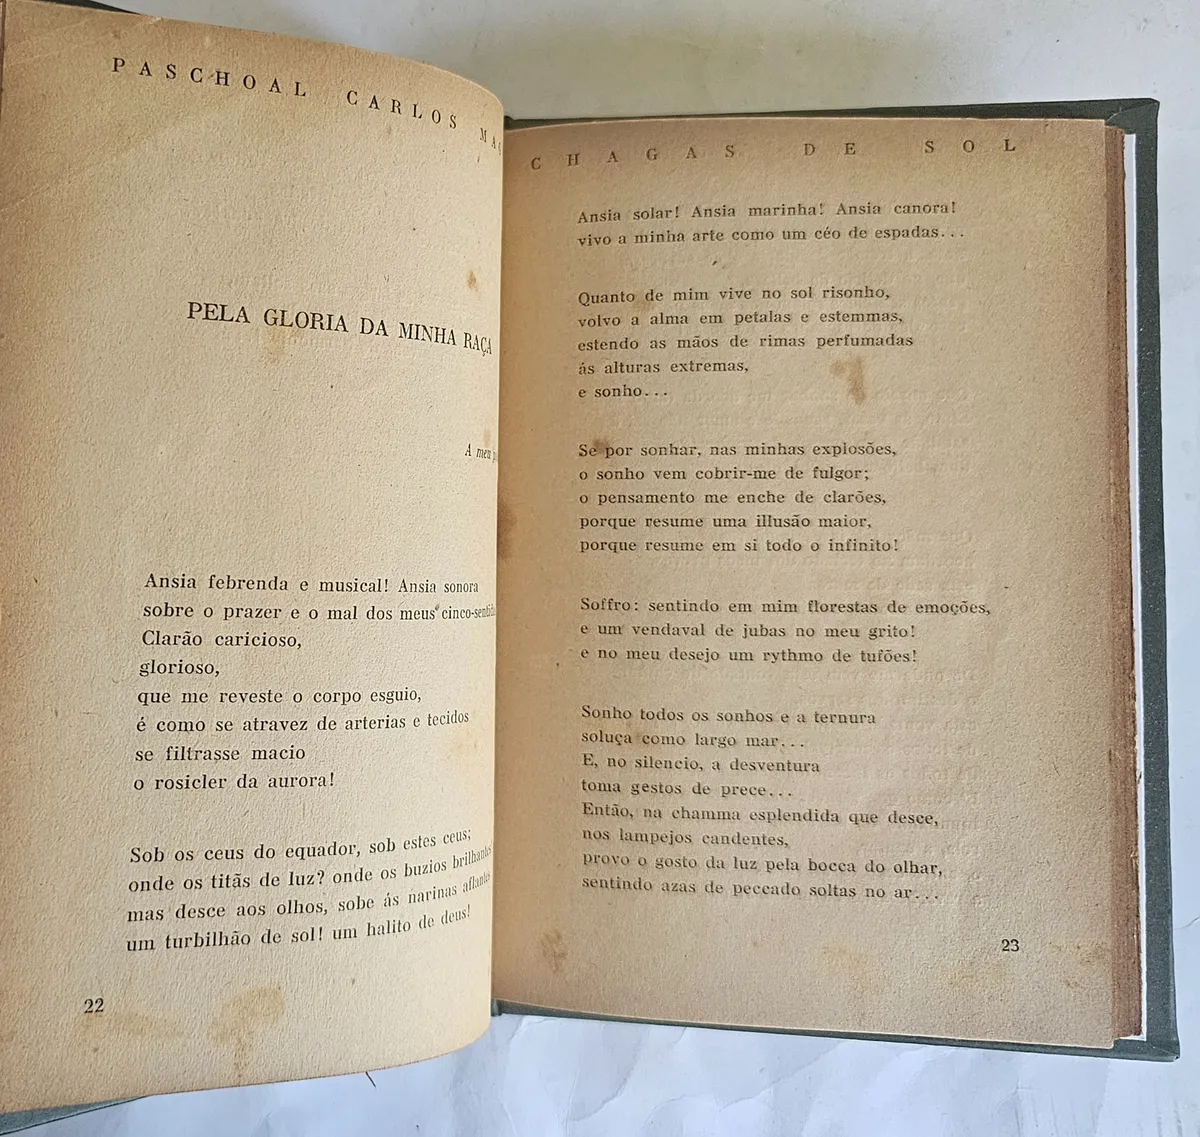 PASCHOAL CARLOS MAG
PELA GLORIA DA MINHA RAÇA
A meu p
Ansia febrenda e musical! Ansia sonora
sobre o prazer e o mal dos meus cinco-sentidos
Clarão caricioso,
glorioso,
que me reveste o corpo esguio,
é como se atravez de arterias e tecidos
se filtrasse macio
o rosicler da aurora!
Sob os ceus do equador, sob estes ceus;
onde os titãs de luz? onde os buzios brilhantes
mas desce aos olhos, sobe ás narinas aflantes
um turbilhão de sol! um halito de deus!
22
CHAGAS DE SOL
Ansia solar! Ansia marinha! Ansia canora!
vivo a minha arte como um céo de espadas...
Quanto de mim vive no sol risonho,
volvo a alma em petalas e estemmas,
estendo as mãos de rimas perfumadas
ás alturas extremas,
e sonho...
Se por sonhar, nas minhas explosões,
o sonho vem cobrir-me de fulgor;
o pensamento me enche de clarões,
porque resume uma illusão maior,
porque resume em si todo o infinito!
Soffro: sentindo em mim florestas de emoções,
e um vendaval de jubas no meu grito!
e no meu desejo um rythmo de tufões!
Sonho todos os sonhos e a ternura
soluça como largo mar...
E, no silencio, a desventura
toma gestos de prece...
Então, na chamma esplendida que desce,
nos lampejos candentes,
provo o gosto da luz pela bocca do olhar,
sentindo azas de peccado soltas no ar...
23